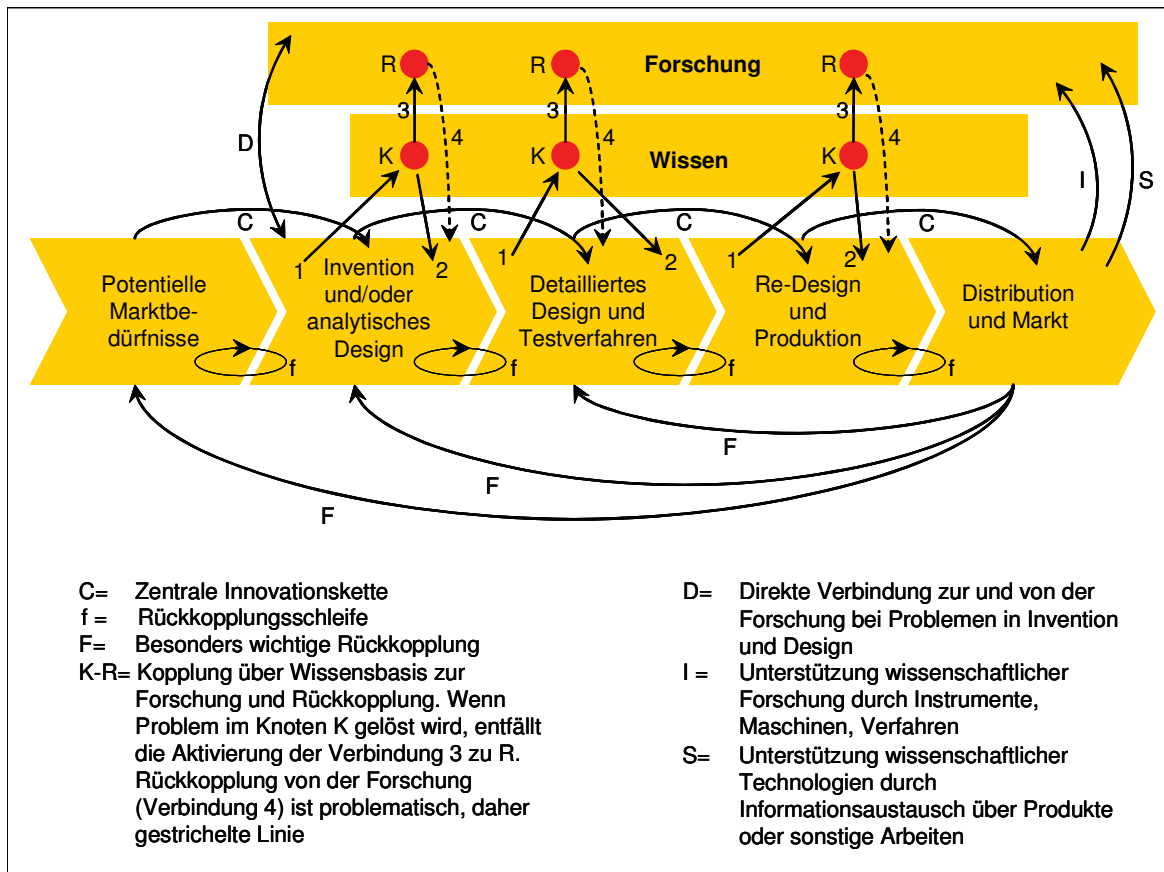 R
R
Forschung
R
3
3
3
4
4
4
D
K
K
Wissen
K
I
S
C
C
C
C
1
2
1
2
1
2
Potentielle
Marktbe-
dürfnisse
Invention
und/oder
analytisches
Design
Detailliertes
Design und
Testverfahren
Re-Design
und
Produktion
Distribution
und Markt
f
f
f
f
F
F
F
C= Zentrale Innovationskette
f = Rückkopplungsschleife
F= Besonders wichtige Rückkopplung
K-R= Kopplung über Wissensbasis zur
Forschung und Rückkopplung. Wenn
Problem im Knoten K gelöst wird, entfällt
die Aktivierung der Verbindung 3 zu R.
Rückkopplung von der Forschung
(Verbindung 4) ist problematisch, daher
gestrichelte Linie
D= Direkte Verbindung zur und von der
Forschung bei Problemen in Invention
und Design
I = Unterstützung wissenschaftlicher
Forschung durch Instrumente,
Maschinen, Verfahren
S= Unterstützung wissenschaftlicher
Technologien durch
Informationsaustausch über Produkte
oder sonstige Arbeiten